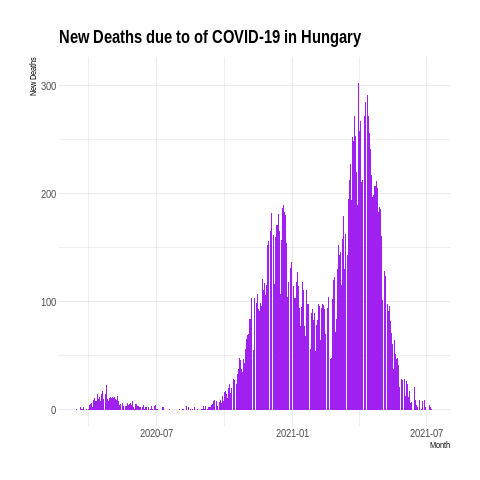 New Deaths due to of COVID-19 in Hungary
New Deaths
300
200
100
0
2020-07
2021-01
2021-07
Month